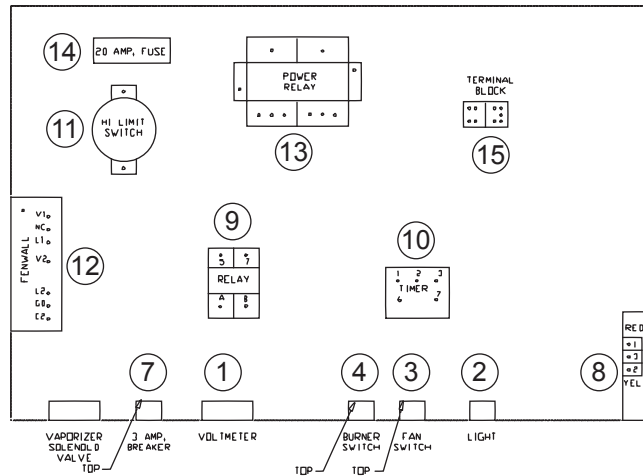 14
20 AMP, FUSE
11
HI LIMIT
SWITCH
POWER
RELAY
13
TERMINAL
BLOCK
15
FENWALL
V1
NC
L1
V2
L2
GD
C2
12
9
5 7
RELAY
A B
10
1 2 3
TIMER
6 7
8
RED
1
3
2
YEL
7
1
4
3
2
VAPORIZER
SOLENOLD
VALVE
TOP
3 AMP,
BREAKER
VOLTMETER
TOP
BURNER
SWITCH
TOP
FAN
SWITCH
LIGHT